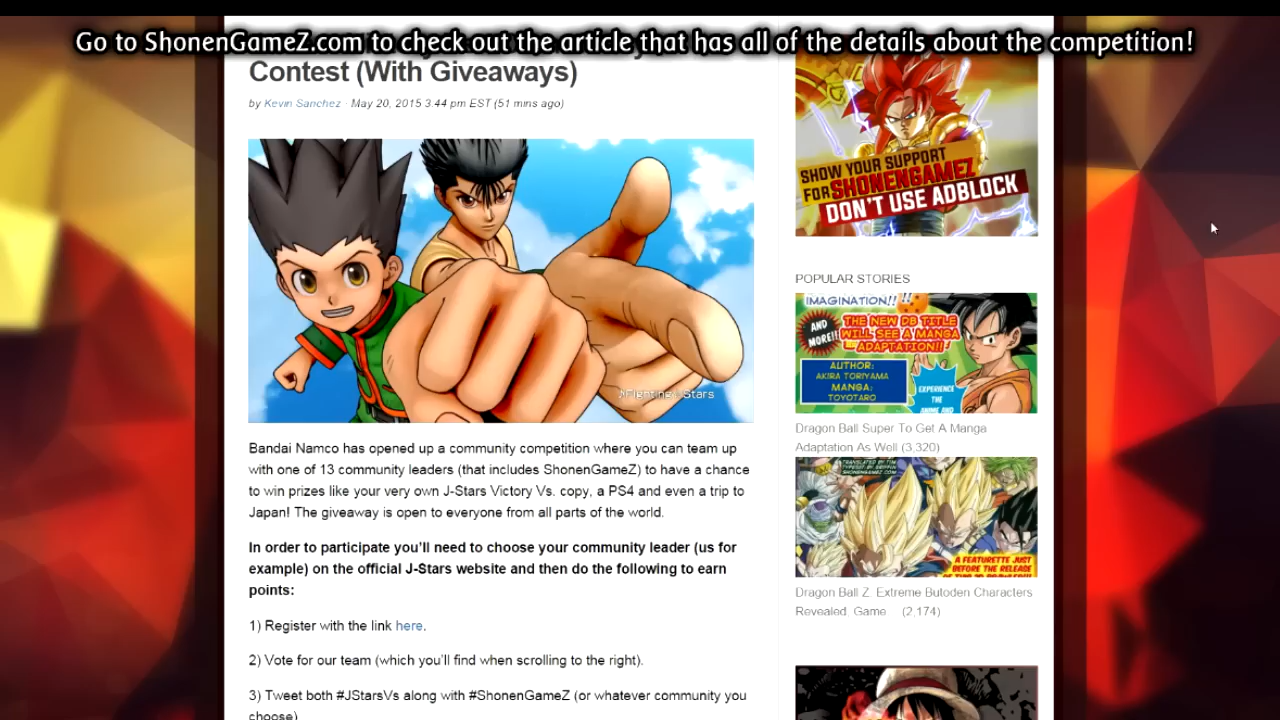 Go to ShonenGameZ.com to check out the article that has all of the details about the competition!
Contest (With Giveaways)
by Kevin Sanchez · May 20, 2015 3.44 pm EST (51 mins ago)
Stars
Bandai Namco has opened up a community competition where you can team up
with one of 13 community leaders (that includes ShonenGameZ) to have a chance
to win prizes like your very own J-Stars Victory Vs. copy, a PS4 and even a trip to
Japan! The giveaway is open to everyone from all parts of the world.
In order to participate you'll need to choose your community leader (us for
example) on the official J-Stars website and then do the following to earn
points:
1) Register with the link here.
2) Vote for our team (which you'll find when scrolling to the right).
3) Tweet both #JStarsVs along with #ShonenGameZ (or whatever community you
choose)
SHOW YOUR SUPPORT
FOR SHONENGAMEZ
DON'T USE ADBLOCK
POPULAR STORIES
IMAGINATION!!
AND
MORE!!
THE NEW DB TITLE
WILL SEE A MANGA
ADAPTATION!!
AUTHOR:
AKIRA TORIYAMA
MANGA:
TOYOTARO
EXPERIENCE
THE
ANIME AND
Dragon Ball Super To Get A Manga
Adaptation As Well (3,320)
TRANSLATED BY
SHONENGAMEZ.COM
A FEATURETTE JUST
BEFORE THE RELEASE
Dragon Ball Z. Extreme Butoden Characters
Revealed, Game (2,174)